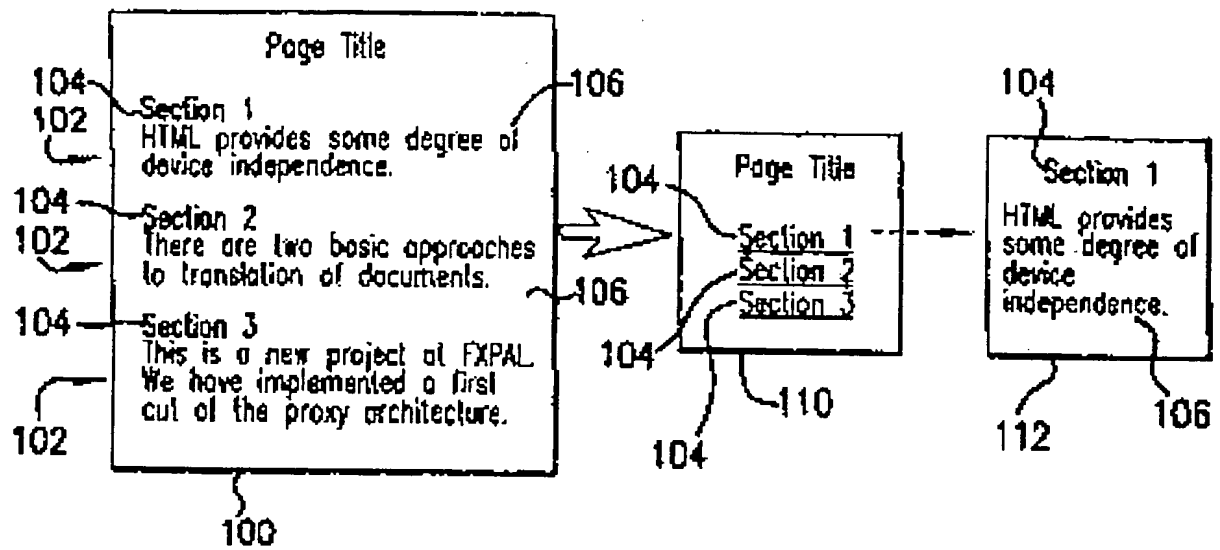 Page Title
104
Section 1
106
102
HTML provides some degree of
device independence.
104
Section 2
102
There are two basic approaches
to translation of documents.
106
104
Section 3
This is a new project at FXPAL.
We have implemented a first
cut of the proxy architecture.
102
100
Page Title
104
Section 1
Section 2
Section 3
104
104
110
104
Section 1
HTML provides
some degree of
device
independence.
106
112